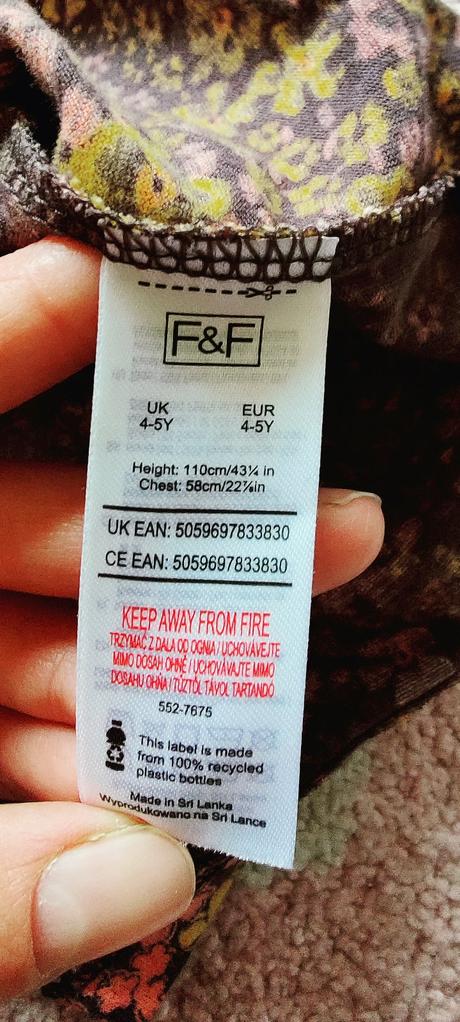 F&F
UK EUR
4-5Y 4-5Y
Height: 110cm/43¼ in
Chest: 58cm/22⅞in
UK EAN: 5059697833830
CE EAN: 5059697833830
KEEP AWAY FROM FIRE
TRZYMAĆ Z DALA OD OGNIA / UCHOVÁVEJTE
MIMO DOSAH OHNĚ / UCHOVÁVAJTE MIMO
DOSAHU OHŇA / TŰZTŐL TÁVOL TARTANDÓ
552-7675
This label is made
from 100% recycled
plastic bottles
Made in Sri Lanka
Wyprodukowano na Sri Lance